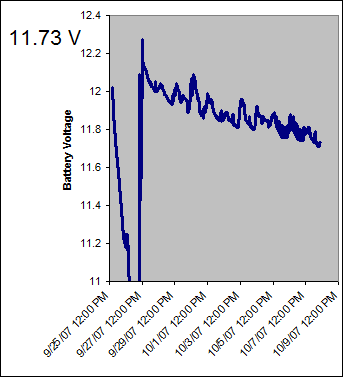 11.73 V
12.4
12.2
12
11.8
11.6
11.4
11.2
11
Battery Voltage
9/25/07 12:00 PM
9/27/07 12:00 PM
9/29/07 12:00 PM
10/1/07 12:00 PM
10/3/07 12:00 PM
10/5/07 12:00 PM
10/7/07 12:00 PM
10/9/07 12:00 PM